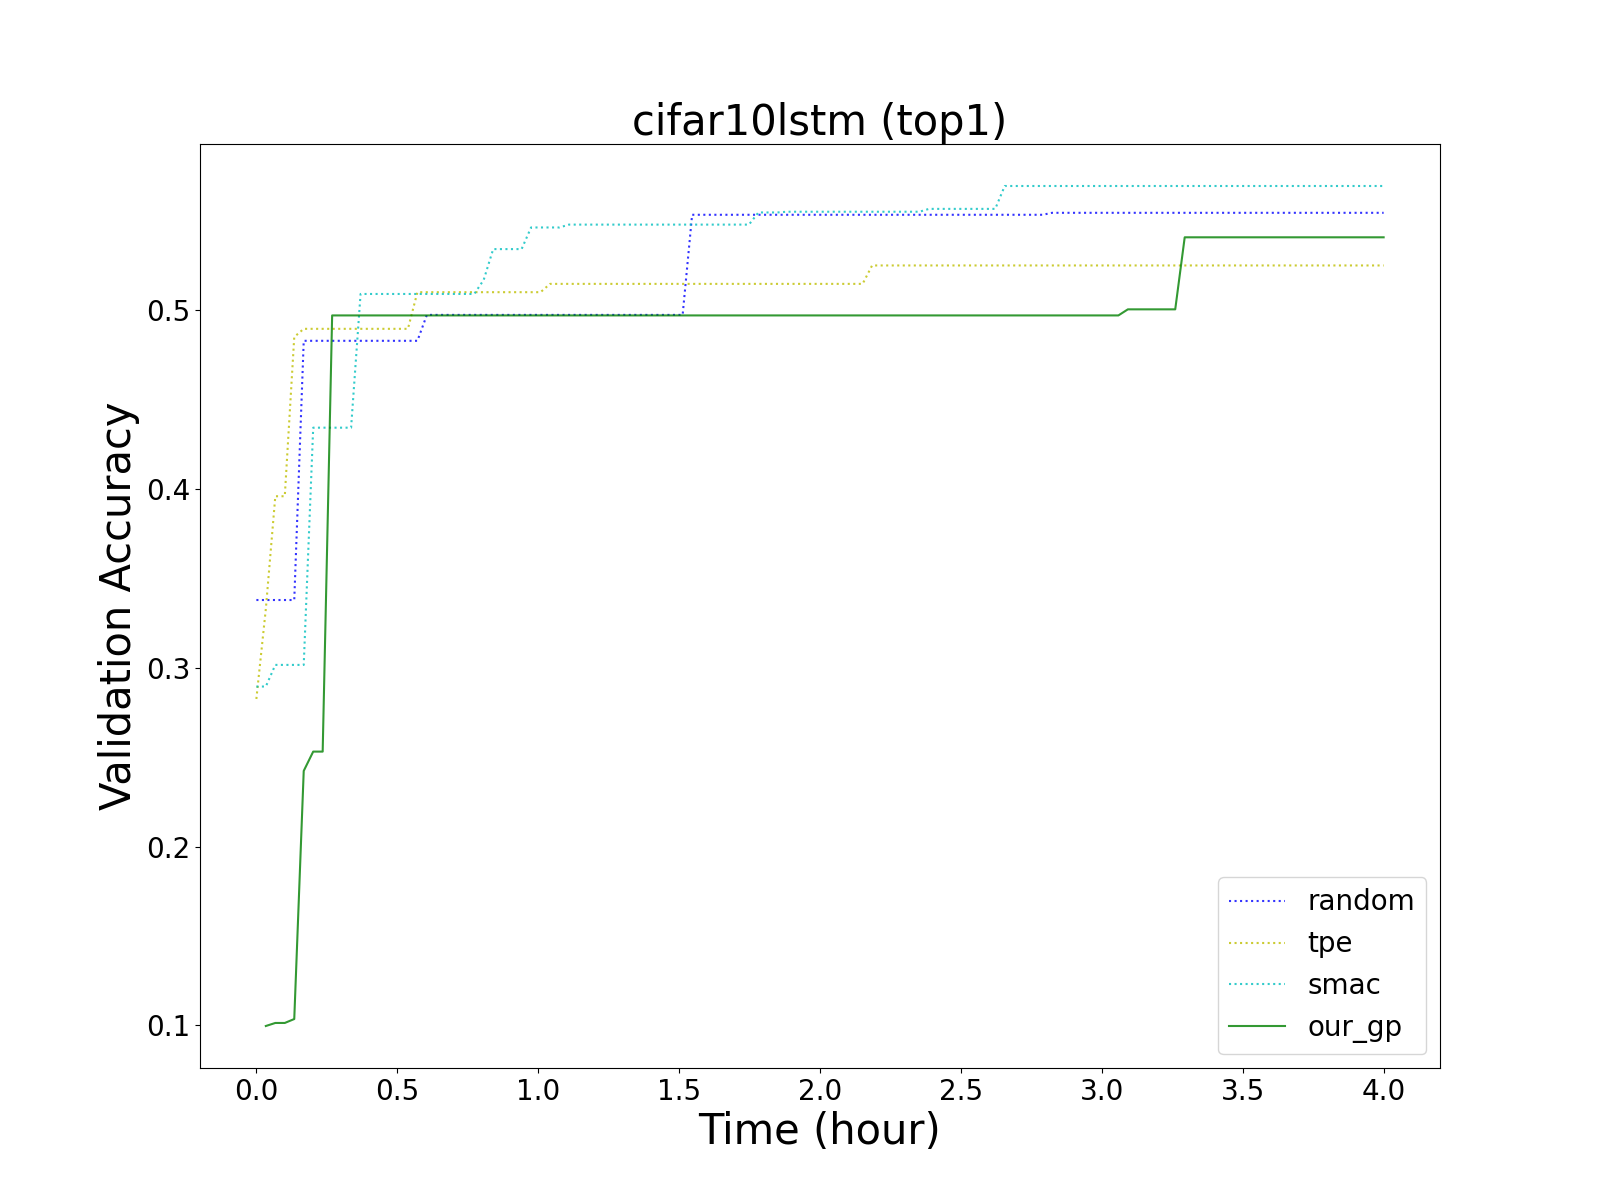 cifar10lstm (top1)
Validation Accuracy
0.5
0.4
0.3
0.2
0.1
0.0 0.5 1.0 1.5 2.0 2.5 3.0 3.5 4.0
Time (hour)
random
tpe
smac
our_gp